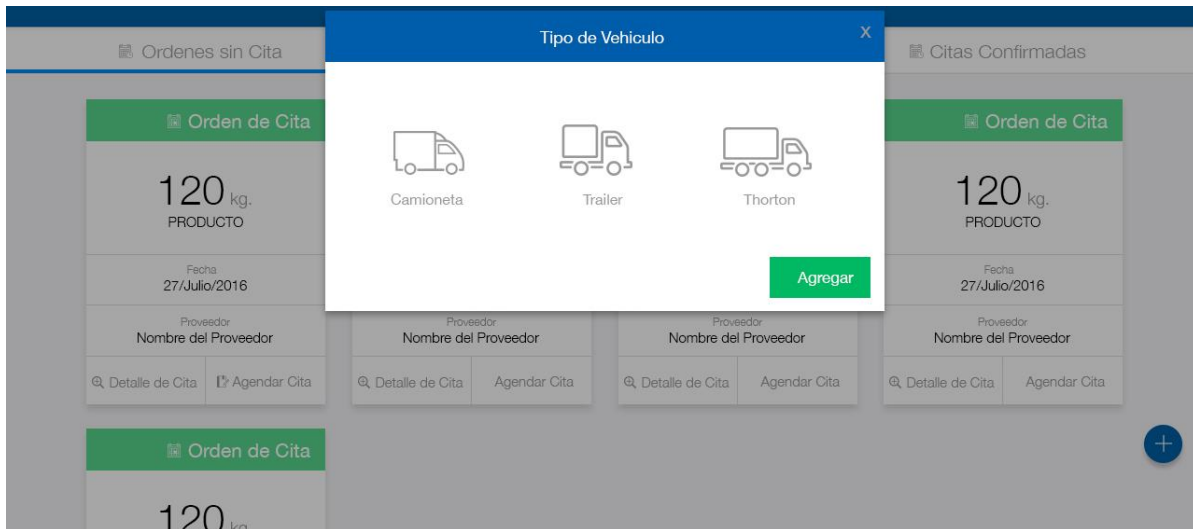 Ordenes sin Cita
Tipo de Vehiculo
X
Citas Confirmadas
Camioneta
Trailer
Thorton
Agregar
Orden de Cita
120 kg.
PRODUCTO
Fecha
27/Julio/2016
Proveedor
Nombre del Proveedor
Detalle de Cita
Agendar Cita
Proveedor
Nombre del Proveedor
Detalle de Cita
Agendar Cita
Proveedor
Nombre del Proveedor
Detalle de Cita
Agendar Cita
Orden de Cita
120 kg.
PRODUCTO
Fecha
27/Julio/2016
Proveedor
Nombre del Proveedor
Detalle de Cita
Agendar Cita
Orden de Cita
120 kg.